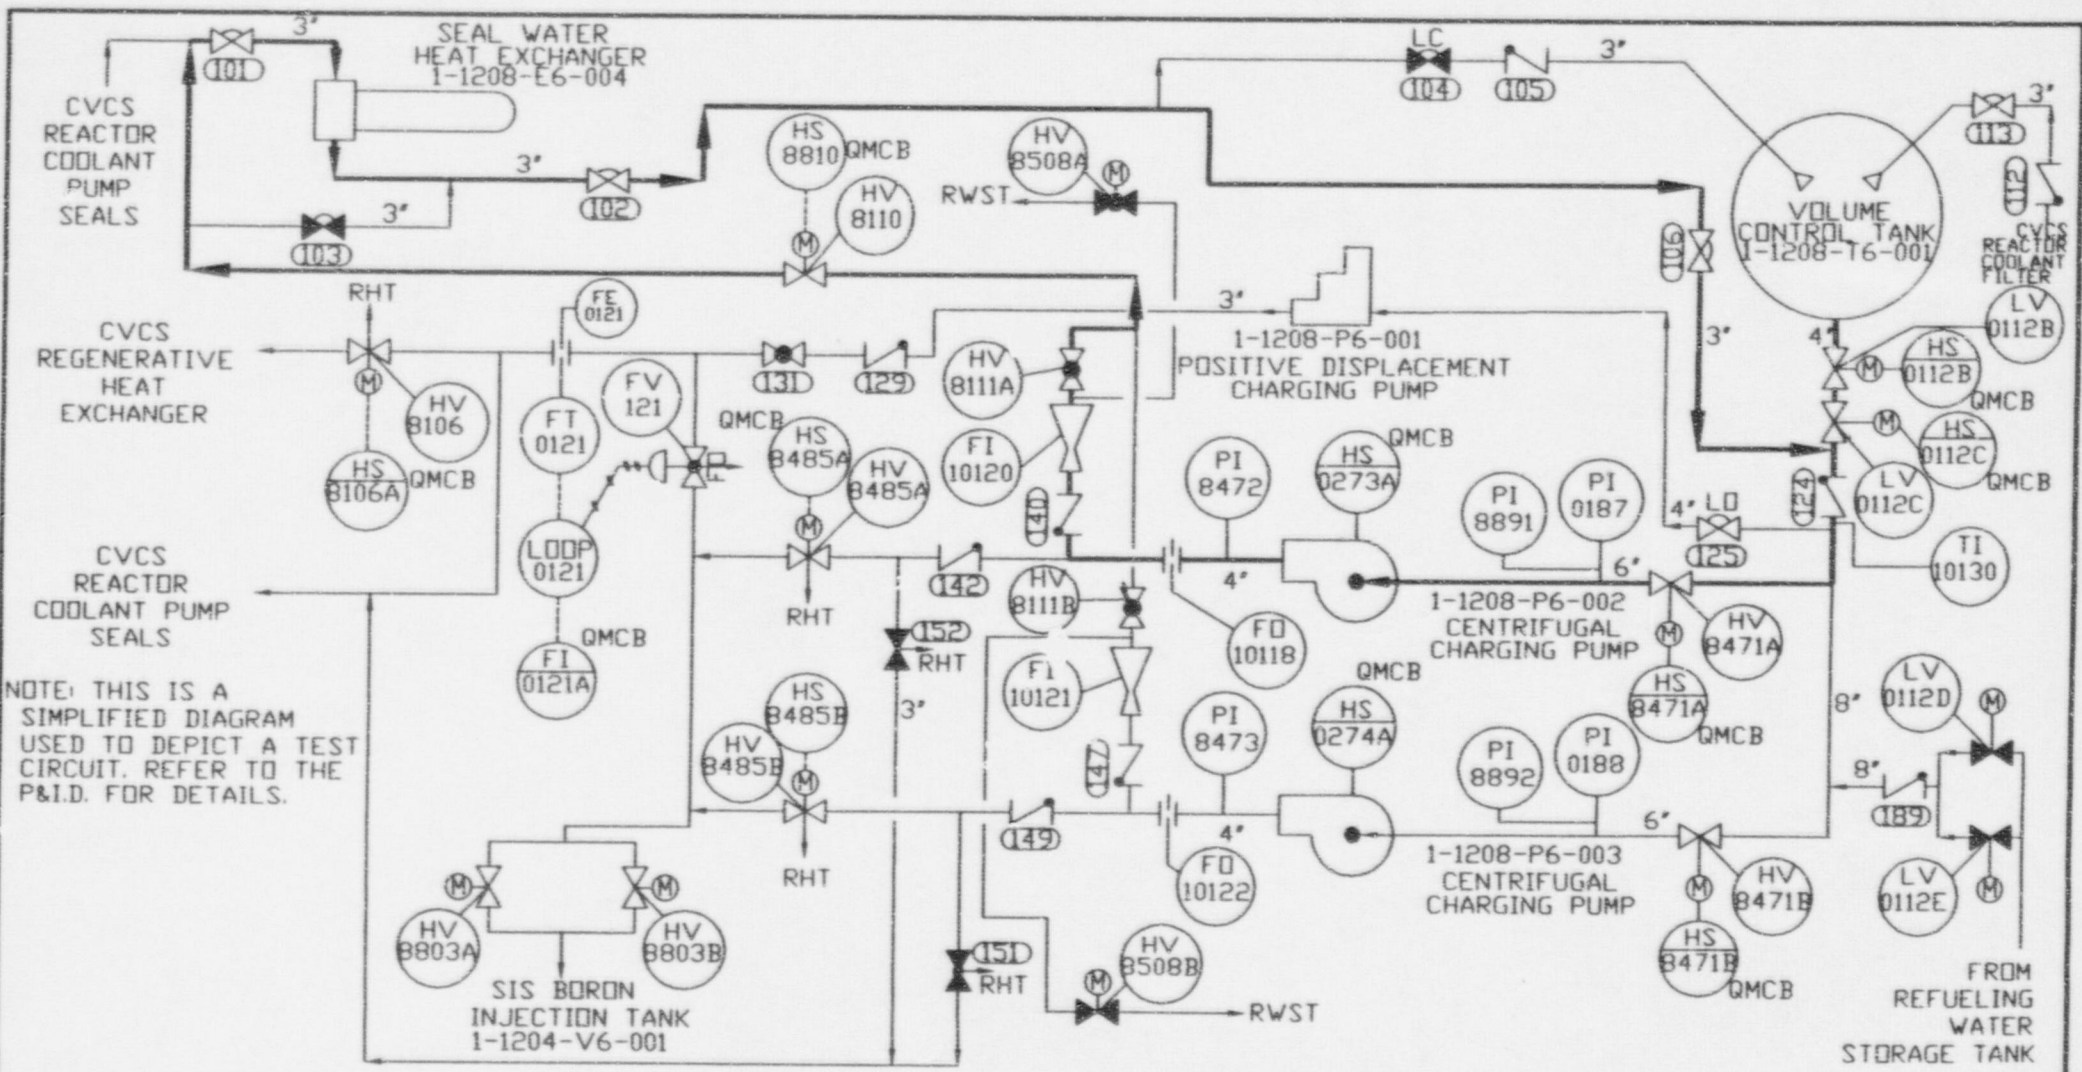 SEAL WATER
HEAT EXCHANGER
1-1208-E6-004
3"
101
CVCS
REACTOR
COOLANT
PUMP
SEALS
3"
102
3"
103
HS
8810
QMCB
M
HV
8110
HV
8508A
M
RWST
LC
104
105
3"
VOLUME
CONTROL TANK
1-1208-T6-001
3"
113
112
CVCS
REACTOR
COOLANT
FILTER
106
3"
4"
LV
0112B
M
HS
0112B
QMCB
M
HS
0112C
QMCB
LV
0112C
124
TI
10130
RHT
CVCS
REGENERATIVE
HEAT
EXCHANGER
M
HV
8106
HS
8106A
QMCB
FE
0121
FT
0121
LOOP
0121
FI
0121A
QMCB
FV
121
131
129
3"
1-1208-P6-001
POSITIVE DISPLACEMENT
CHARGING PUMP
HV
8111A
FI
10120
140
QMCB
HS
8485A
HV
8485A
M
RHT
142
PI
8472
HS
0273A
QMCB
4"
PI
8891
PI
0187
4"
LO
125
6"
1-1208-P6-002
CENTRIFUGAL
CHARGING PUMP
M
HV
8471A
HS
8471A
QMCB
FO
10118
CVCS
REACTOR
COOLANT PUMP
SEALS
HV
8111B
FI
10121
147
152
RHT
3"
HS
8485B
HV
8485B
M
RHT
149
PI
8473
QMCB
HS
0274A
4"
FO
10122
PI
8892
PI
0188
6"
1-1208-P6-003
CENTRIFUGAL
CHARGING PUMP
M
HV
8471B
HS
8471B
QMCB
8"
LV
0112D
M
8"
189
LV
0112E
M
FROM
REFUELING
WATER
STORAGE TANK
NOTE: THIS IS A
SIMPLIFIED DIAGRAM
USED TO DEPICT A TEST
CIRCUIT. REFER TO THE
P&I.D. FOR DETAILS.
M
HV
8803A
M
HV
8803B
SIS BORON
INJECTION TANK
1-1204-V6-001
151
RHT
M
HV
8508B
RWST